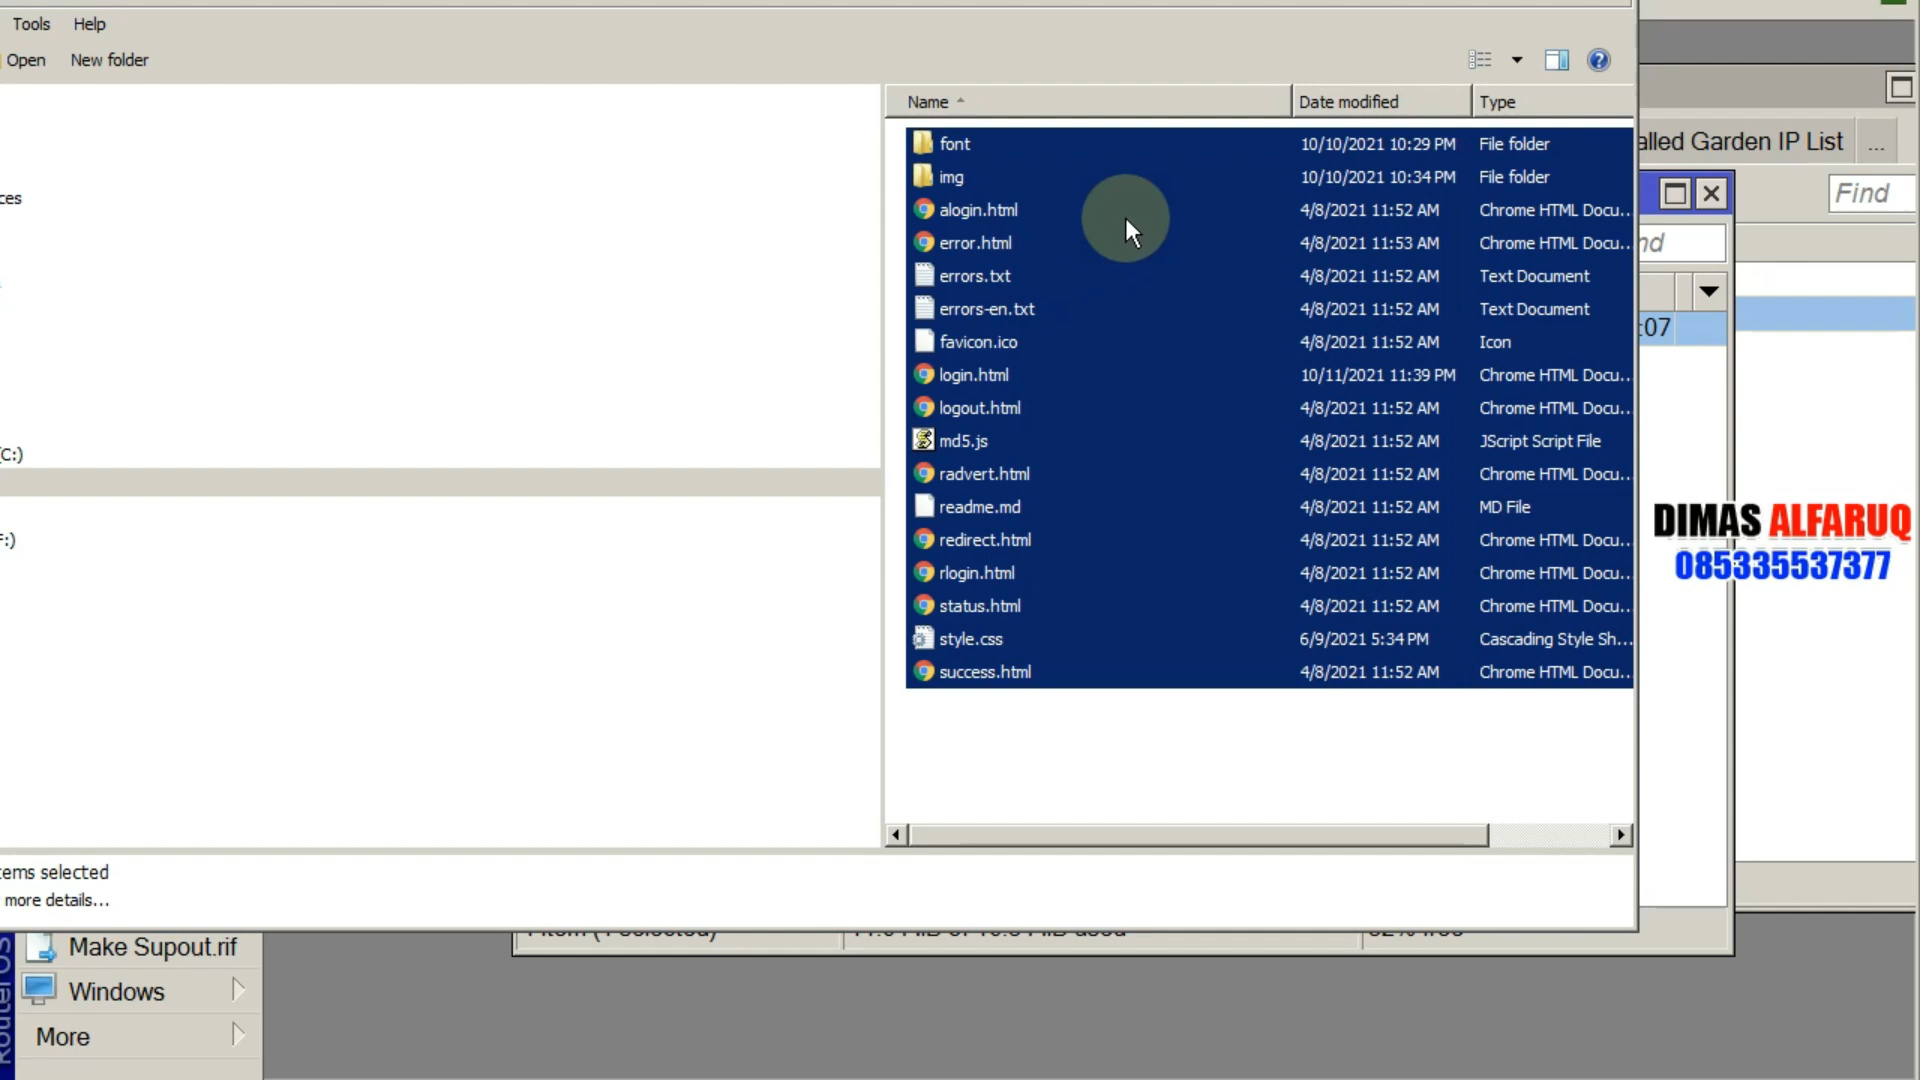 Tools Help
Open New folder
Name Date modified Type
font 10/10/2021 10:29 PM File folder
img 10/10/2021 10:34 PM File folder
alogin.html 4/8/2021 11:52 AM Chrome HTML Docu...
error.html 4/8/2021 11:53 AM Chrome HTML Docu...
errors.txt 4/8/2021 11:52 AM Text Document
errors-en.txt 4/8/2021 11:52 AM Text Document
favicon.ico 4/8/2021 11:52 AM Icon
login.html 10/11/2021 11:39 PM Chrome HTML Docu...
logout.html 4/8/2021 11:52 AM Chrome HTML Docu...
md5.js 4/8/2021 11:52 AM JScript Script File
radvert.html 4/8/2021 11:52 AM Chrome HTML Docu...
readme.md 4/8/2021 11:52 AM MD File
redirect.html 4/8/2021 11:52 AM Chrome HTML Docu...
rlogin.html 4/8/2021 11:52 AM Chrome HTML Docu...
status.html 4/8/2021 11:52 AM Chrome HTML Docu...
style.css 6/9/2021 5:34 PM Cascading Style Sh...
success.html 4/8/2021 11:52 AM Chrome HTML Docu...
ces
C:)
:)
ems selected
more details...
alled Garden IP List ...
Find
nd
:07
DIMAS ALFARUQ
085335537377
Make Supout.rif
Windows
More
RouterOS